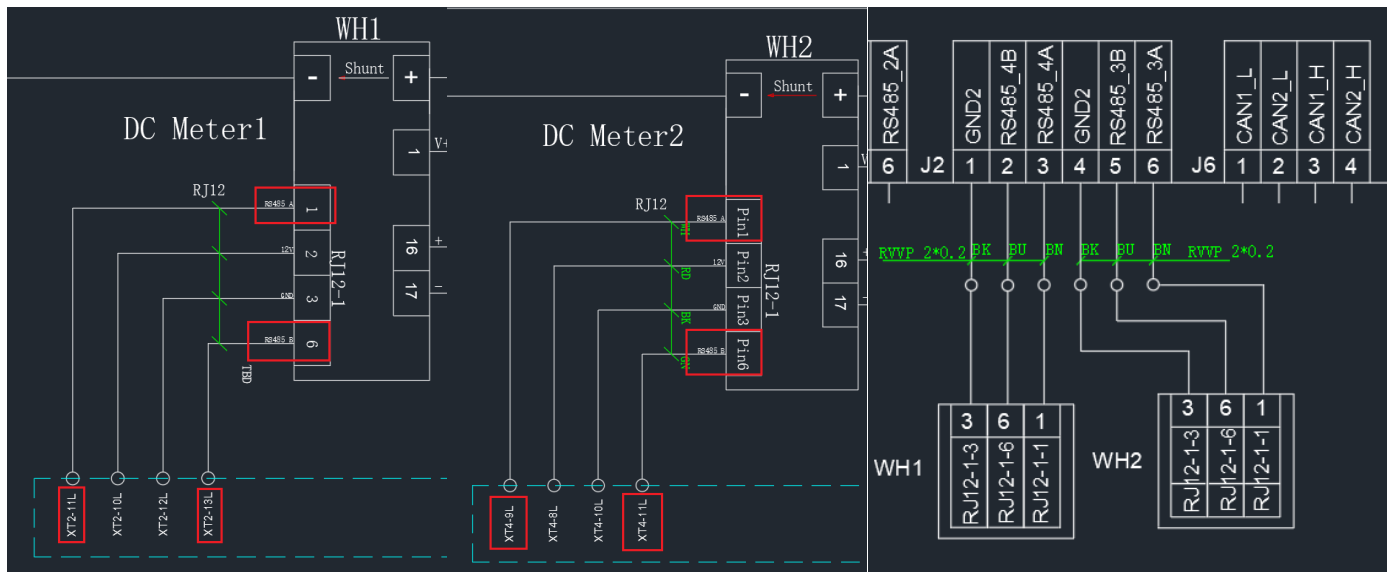 WH1
- Shunt +
DC Meter1
1 V+
RJ12
RS485 A 1
12V 2
GND 3
RS485 B 6
RJ12-1
16 +
17 -
TBD
XT2-11L
XT2-10L
XT2-12L
XT2-13L
WH2
- Shunt +
DC Meter2
1
RJ12
RS485 A Pin1
WH
12V Pin2
RD
GND Pin3
BK
RS485 B Pin6
GN
RJ12-1
16
17
XT4-9L
XT4-8L
XT4-10L
XT4-11L
RS485_2A
GND2
RS485_4B
RS485_4A
GND2
RS485_3B
RS485_3A
CAN1_L
CAN2_L
CAN1_H
CAN2_H
6 J2 1 2 3 4 5 6 J6 1 2 3 4
RVVP 2*0.2 BK BU BN BK BU BN RVVP 2*0.2
WH1
3 6 1
RJ12-1-3
RJ12-1-6
RJ12-1-1
WH2
3 6 1
RJ12-1-3
RJ12-1-6
RJ12-1-1